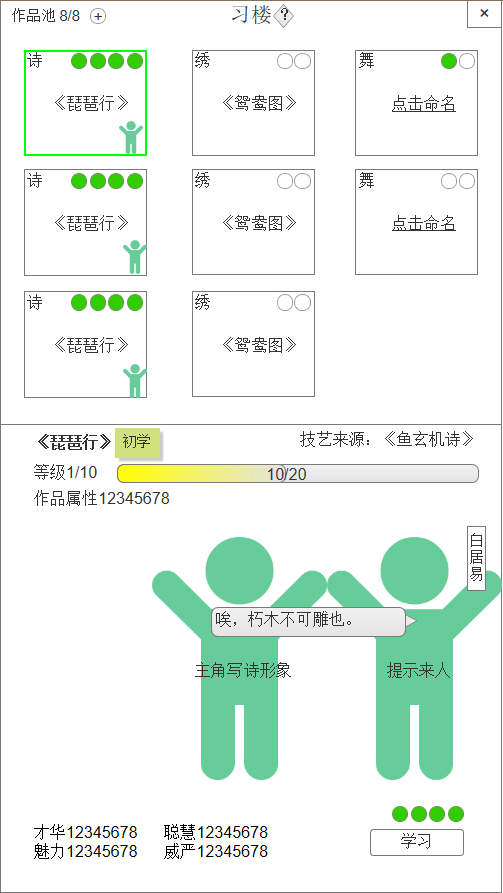 作品池 8/8 +
习楼 ?
×
诗
《琵琶行》
绣
《鸳鸯图》
舞
点击命名
诗
《琵琶行》
绣
《鸳鸯图》
舞
点击命名
诗
《琵琶行》
绣
《鸳鸯图》
《琵琶行》 初学 技艺来源：《鱼玄机诗》
等级1/10 10/20
作品属性12345678
白居易
唉，朽木不可雕也。
主角写诗形象 提示来人
才华12345678 聪慧12345678
魅力12345678 威严12345678
学习